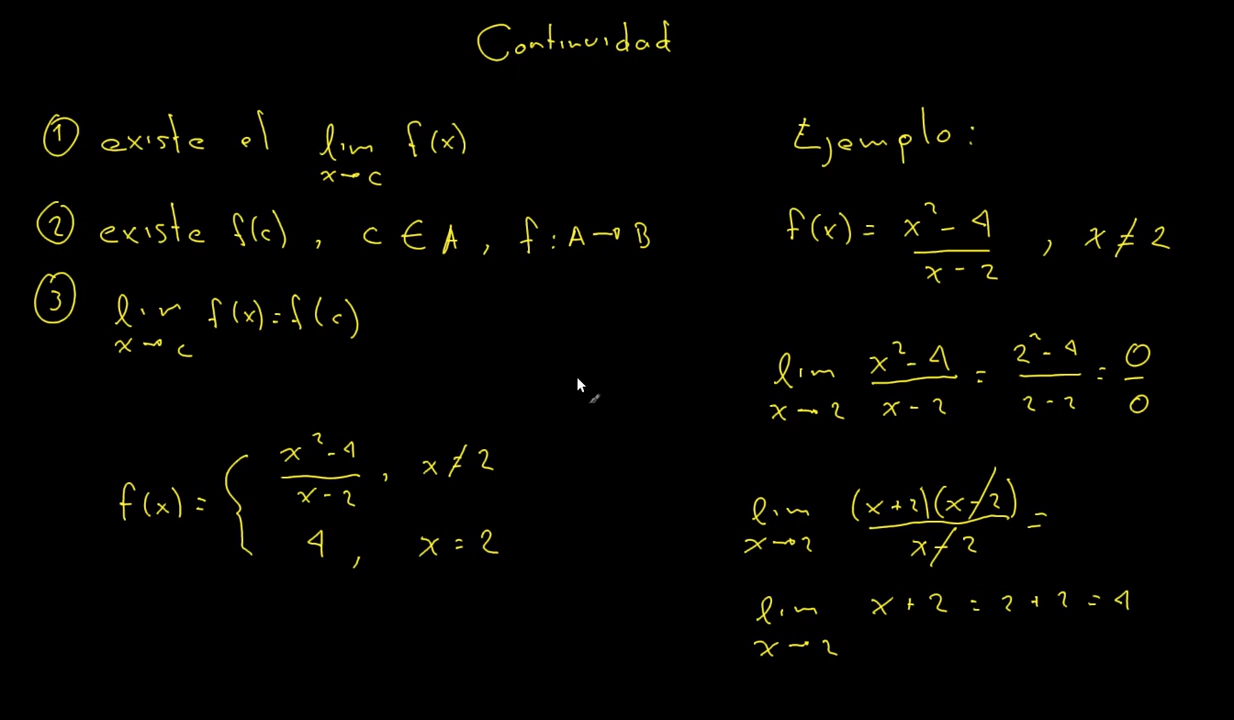 Continuidad
① existe el lim x→c f(x)
② existe f(c), c ∈ A, f: A→B
③ lim x→c f(x)=f(c)
f(x) = { (x²-4)/(x-2), x≠2
4, x=2
Ejemplo:
f(x) = (x²-4)/(x-2), x≠2
lim x→2 (x²-4)/(x-2) = (2²-4)/(2-2) = 0/0
lim x→2 (x+2)(x-2)/(x-2) =
lim x→2 x+2 = 2+2 = 4